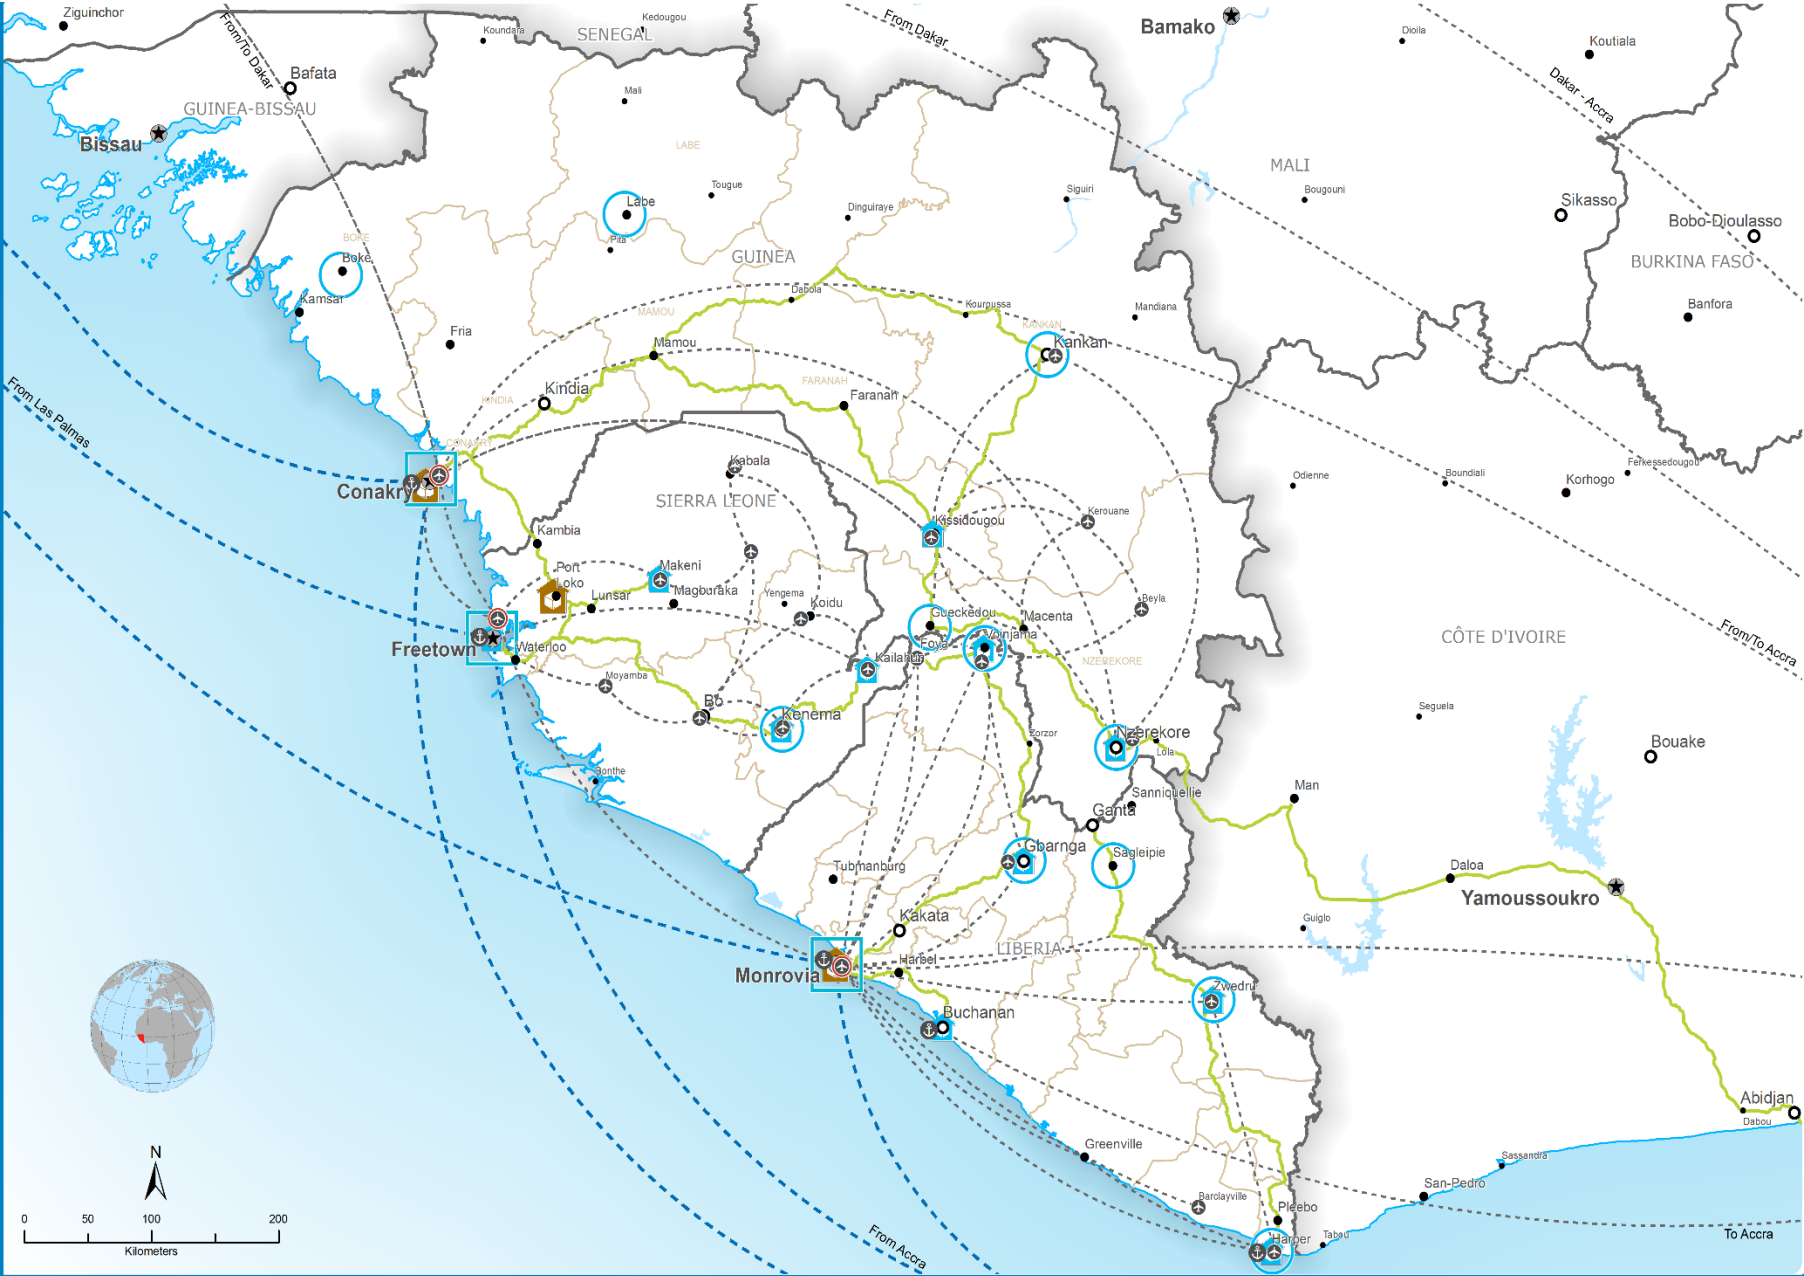 Ziguinchor
Koundara
Kedougou
SENEGAL
From Dakar
Bamako
Dioila
Koutiala
From/To Dakar
Bafata
GUINEA-BISSAU
Bissau
Mali
LABE
Dakar - Accra
MALI
Tougue
Labe
Dinguiraye
Siguiri
Bougouni
Sikasso
Bobo-Dioulasso
BOKE
Boke
Pita
GUINEA
BURKINA FASO
Kamsar
Dabola
Kouroussa
Mandiana
Banfora
MAMOU
KANKAN
Fria
Mamou
Kankan
From Las Palmas
FARANAH
Kindia
KINDIA
Faranah
CONAKRY
Kabala
Odienne
Boundiali
Ferkessedougou
Korhogo
Conakry
SIERRA LEONE
Kerouane
Kissidougou
Kambia
Port
Loko
Makeni
Lunsar
Magburaka
Yengema
Koidu
Beyla
Gueckedou
Macenta
Voinjama
Foya
Freetown
Waterloo
Kailahun
NZEREKORE
CÔTE D'IVOIRE
From/To Accra
Moyamba
Bo
Kenema
Zorzor
Nzerekore
Lola
Seguela
Bouake
Bonthe
Sanniquellie
Ganta
Man
Gbarnga
Sagleipie
Tubmanburg
Daloa
Yamoussoukro
Kakata
Guiglo
LIBERIA
Harbel
Monrovia
Zwedru
Buchanan
Abidjan
Dabou
Greenville
Sassandra
San-Pedro
Barclayville
Pleebo
Harper
Tabou
To Accra
From Accra
N
0 50 100 200
Kilometers